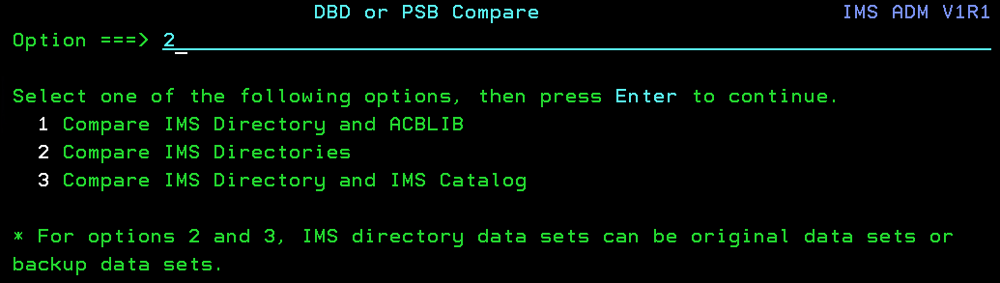 DBD or PSB Compare IMS ADM V1R1
Option ===> 2
Select one of the following options, then press Enter to continue.
1 Compare IMS Directory and ACBLIB
2 Compare IMS Directories
3 Compare IMS Directory and IMS Catalog
* For options 2 and 3, IMS directory data sets can be original data sets or
backup data sets.